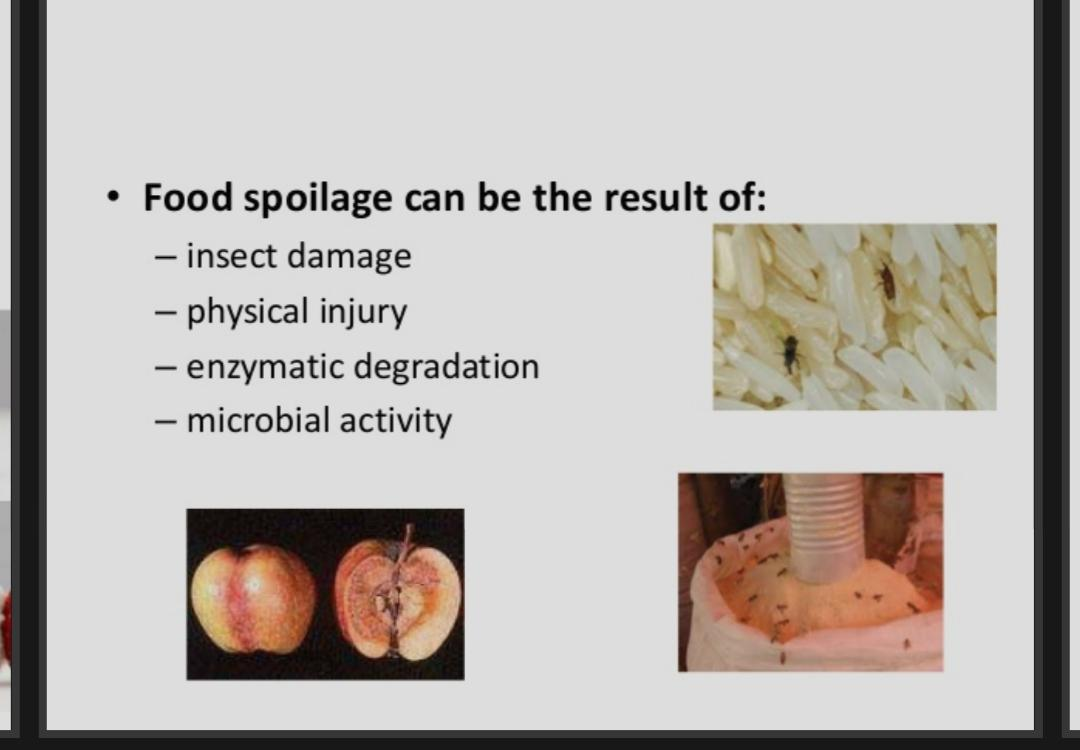 • Food spoilage can be the result of:
– insect damage
– physical injury
– enzymatic degradation
– microbial activity